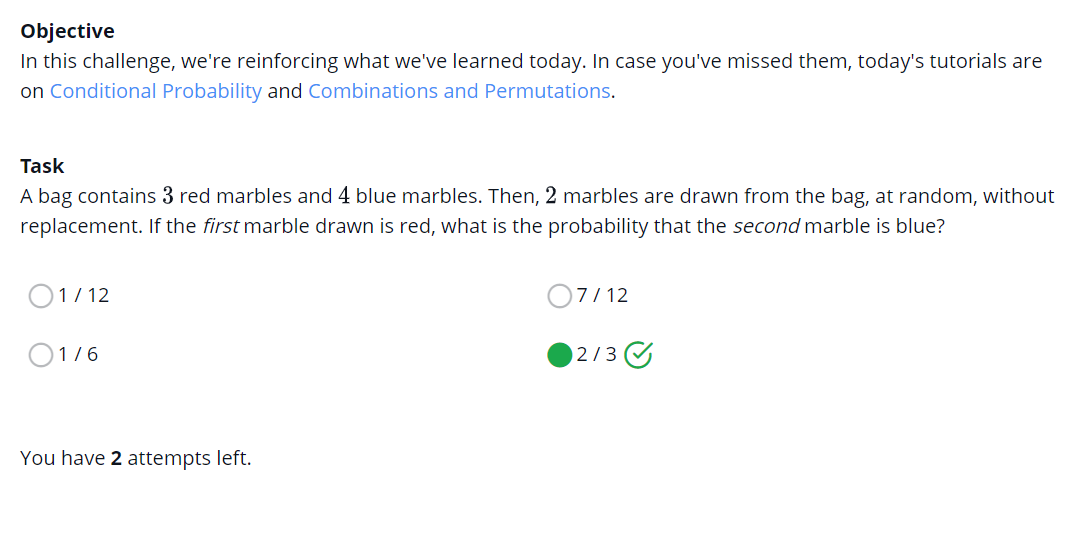 Objective
In this challenge, we're reinforcing what we've learned today. In case you've missed them, today's tutorials are
on Conditional Probability and Combinations and Permutations.
Task
A bag contains 3 red marbles and 4 blue marbles. Then, 2 marbles are drawn from the bag, at random, without
replacement. If the first marble drawn is red, what is the probability that the second marble is blue?
1 / 12
7 / 12
1 / 6
2 / 3
You have 2 attempts left.